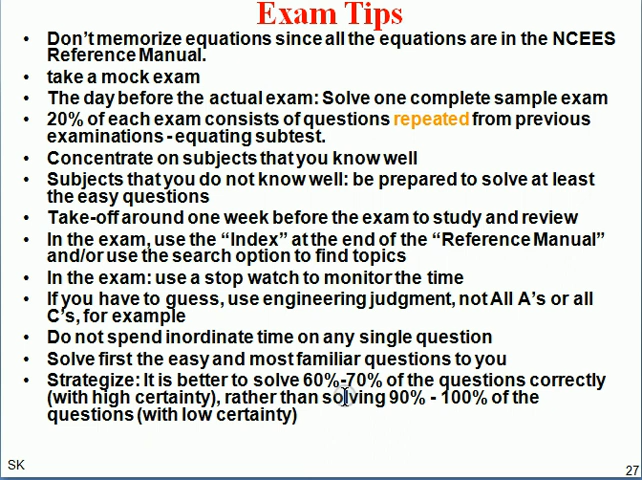 Exam Tips
• Don't memorize equations since all the equations are in the NCEES
Reference Manual.
• take a mock exam
• The day before the actual exam: Solve one complete sample exam
• 20% of each exam consists of questions repeated from previous
examinations - equating subtest.
• Concentrate on subjects that you know well
• Subjects that you do not know well: be prepared to solve at least
the easy questions
• Take-off around one week before the exam to study and review
• In the exam, use the “Index” at the end of the “Reference Manual”
and/or use the search option to find topics
• In the exam: use a stop watch to monitor the time
• If you have to guess, use engineering judgment, not All A's or all
C's, for example
• Do not spend inordinate time on any single question
• Solve first the easy and most familiar questions to you
• Strategize: It is better to solve 60%-70% of the questions correctly
(with high certainty), rather than solving 90% - 100% of the
questions (with low certainty)
SK
27